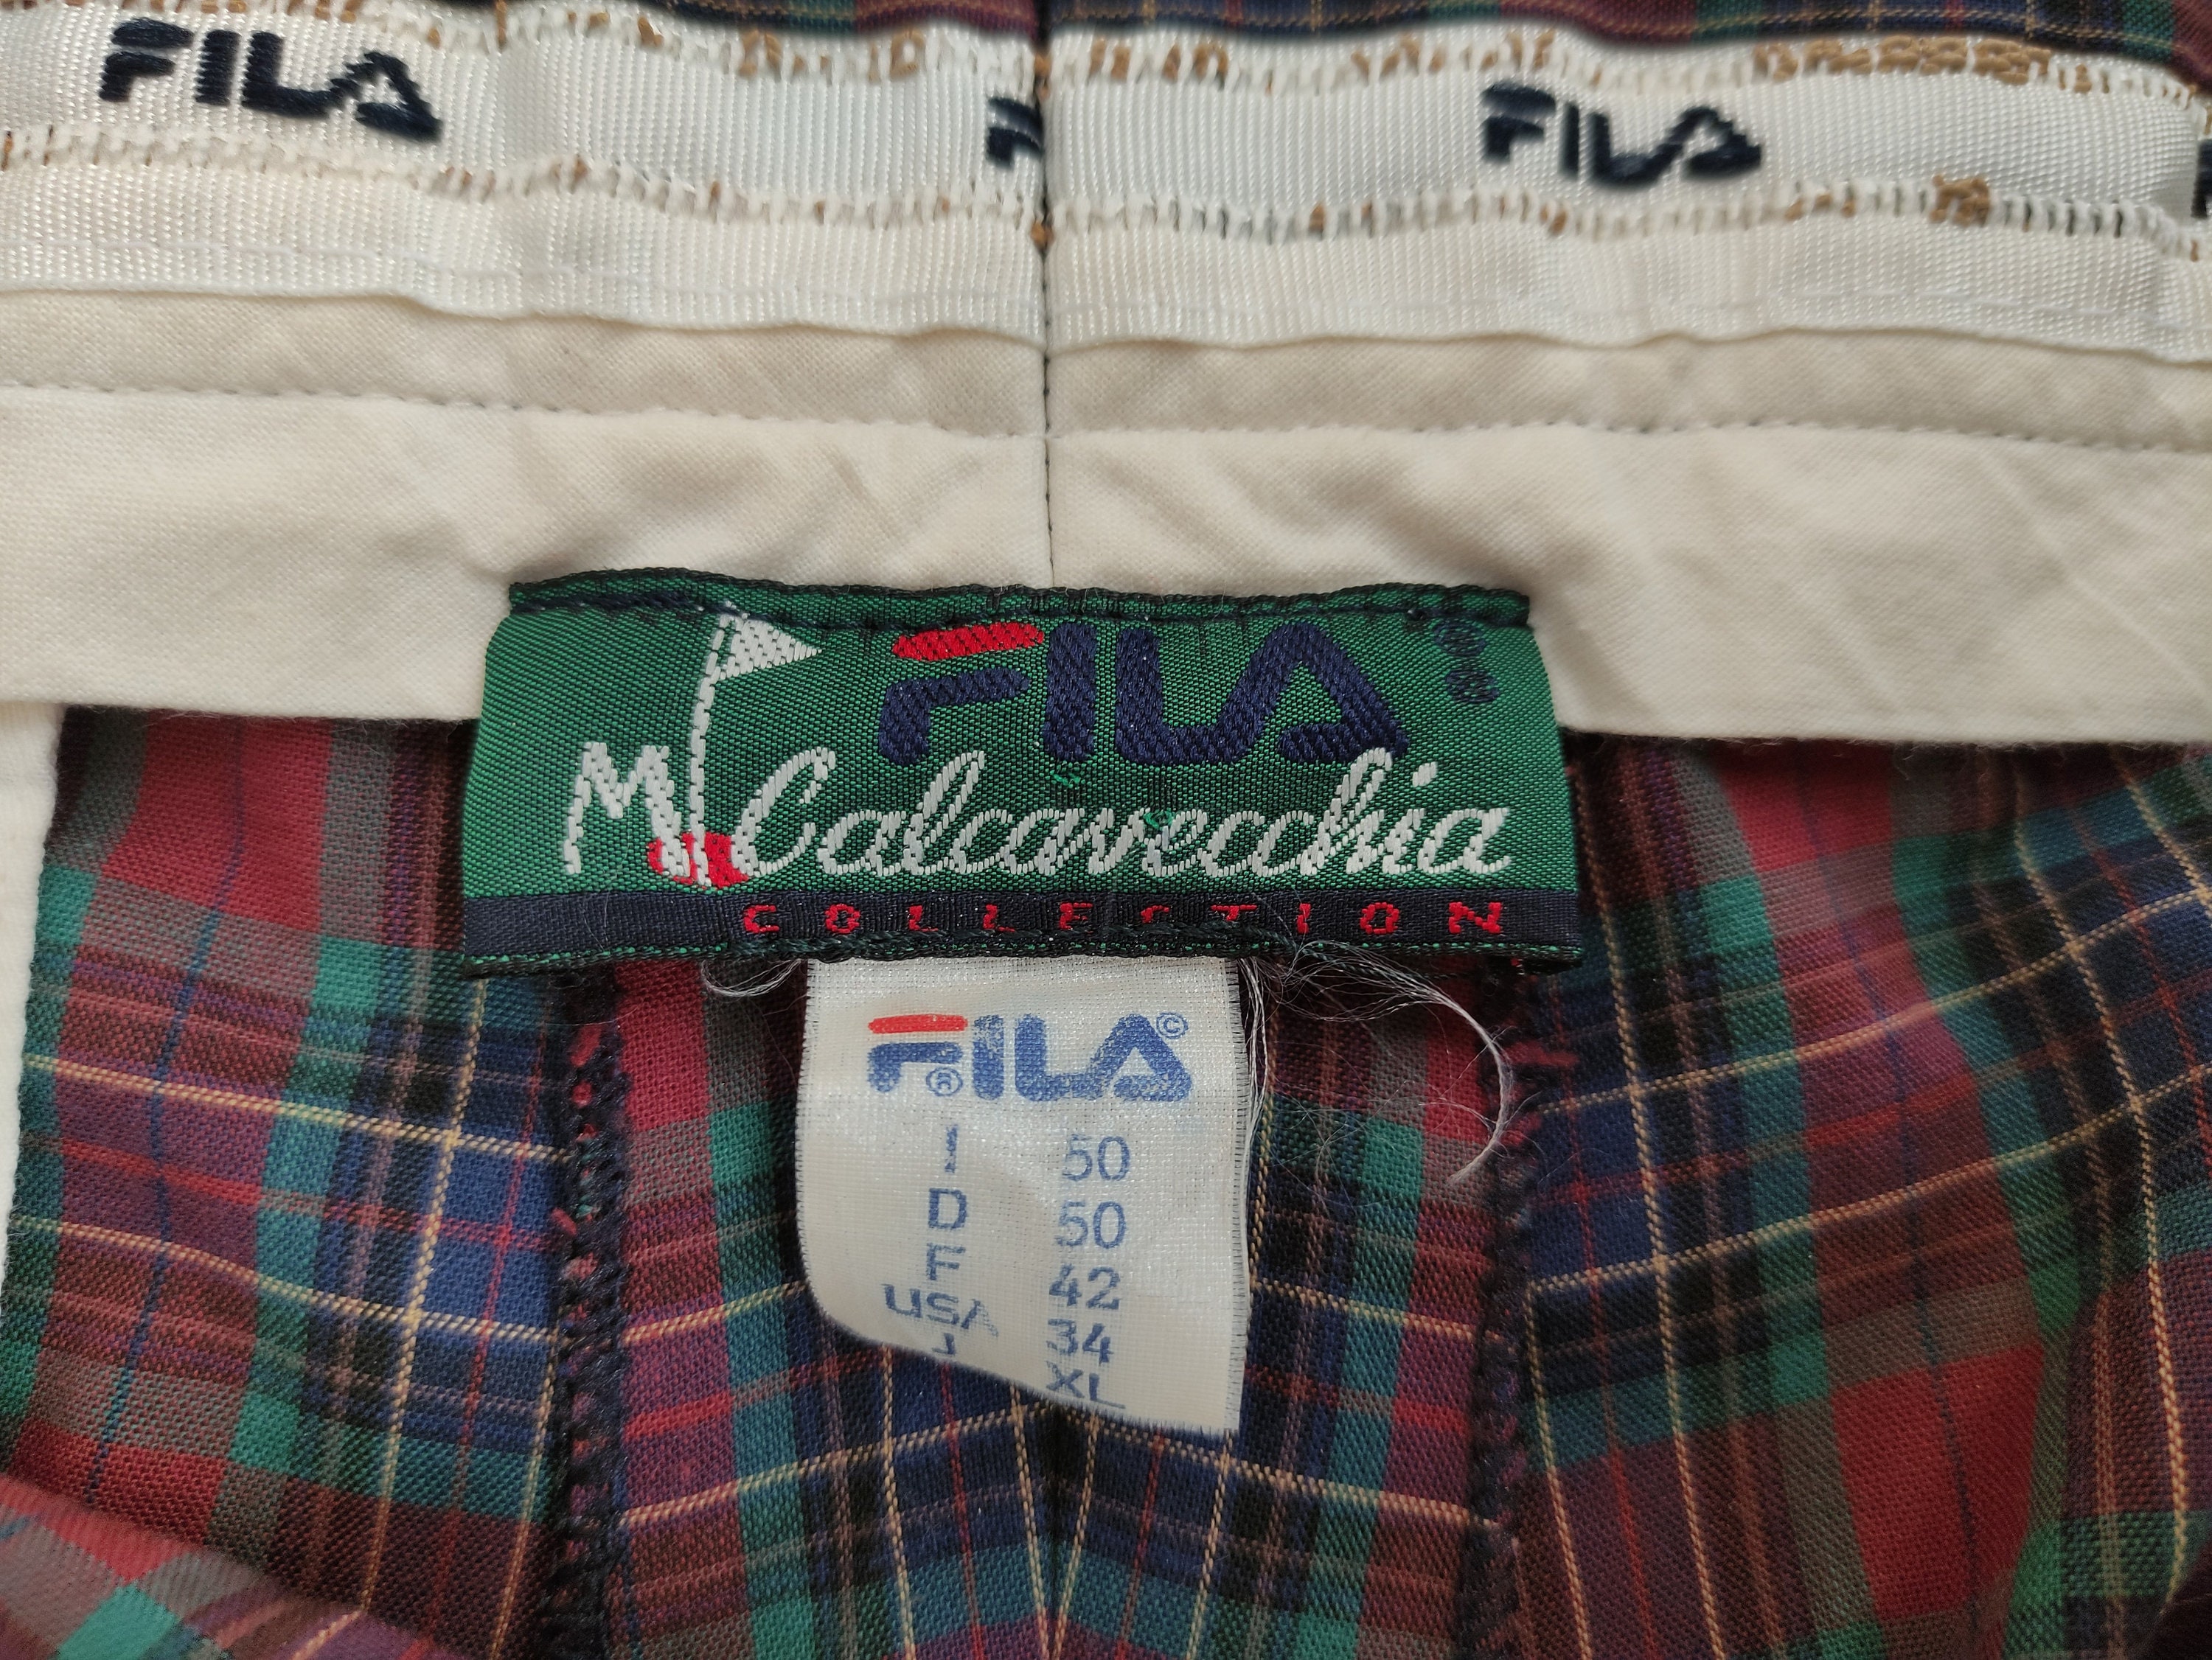 FILA
FILA
FILA ®©
M Calcavecchia
COLLECTION
FILA ®©
I 50
D 50
F 42
USA 34
J XL